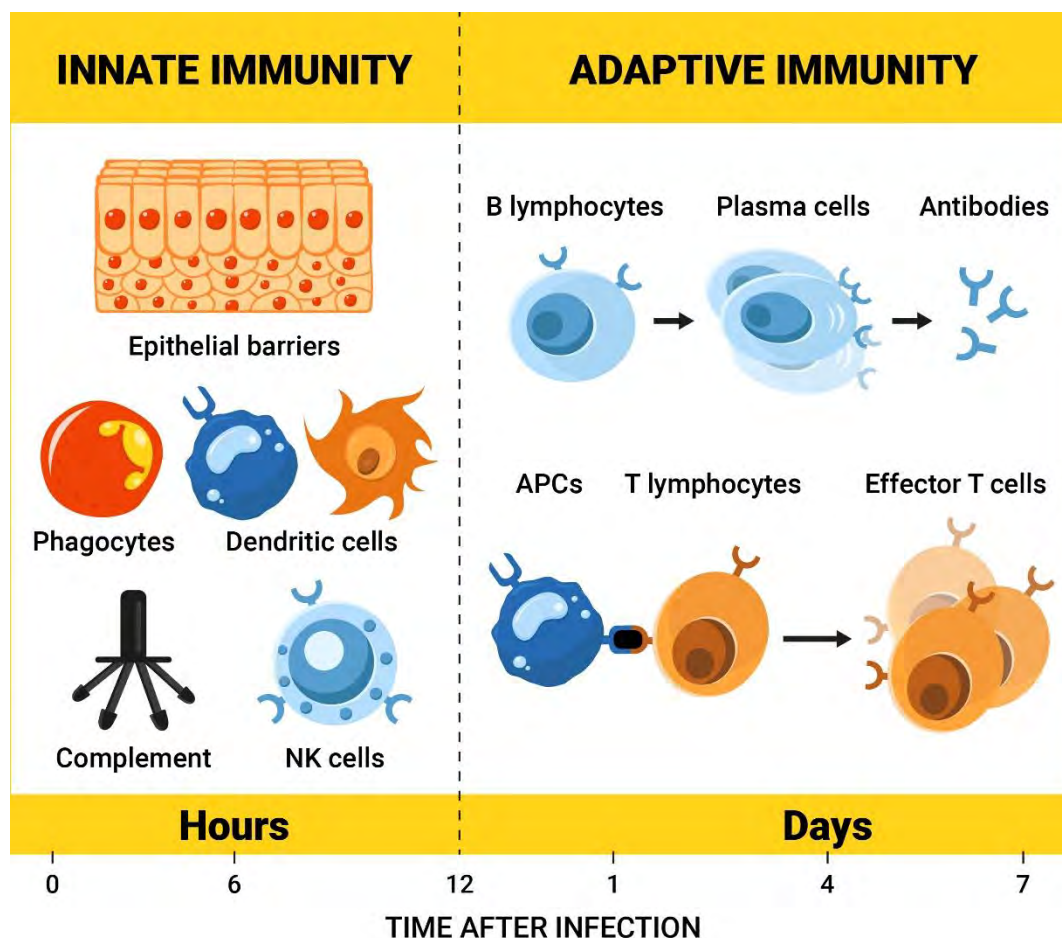 INNATE IMMUNITY
ADAPTIVE IMMUNITY
Epithelial barriers
Phagocytes
Dendritic cells
Complement
NK cells
B lymphocytes
Plasma cells
Antibodies
APCs
T lymphocytes
Effector T cells
Hours
Days
0
6
12
1
4
7
TIME AFTER INFECTION